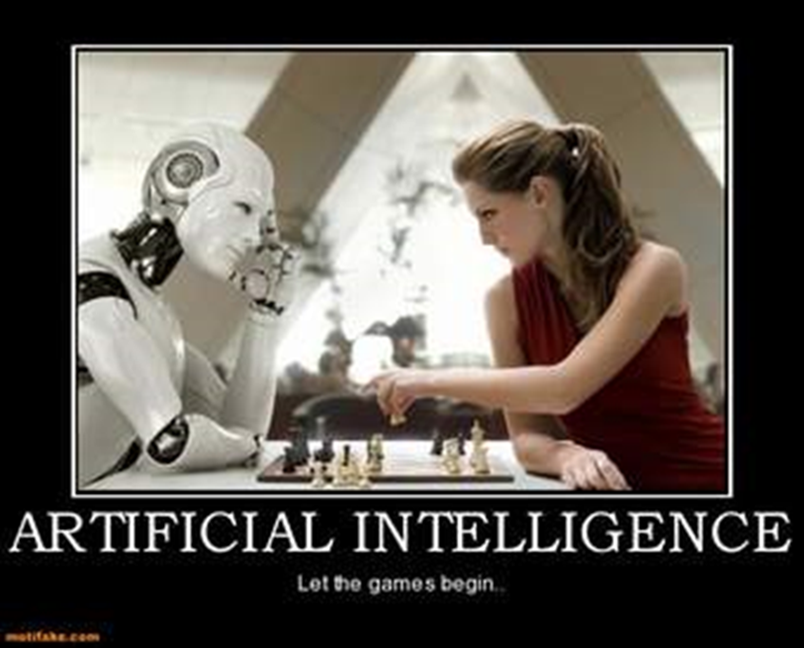 ARTIFICIAL INTELLIGENCE
Let the games begin..
motifake.com